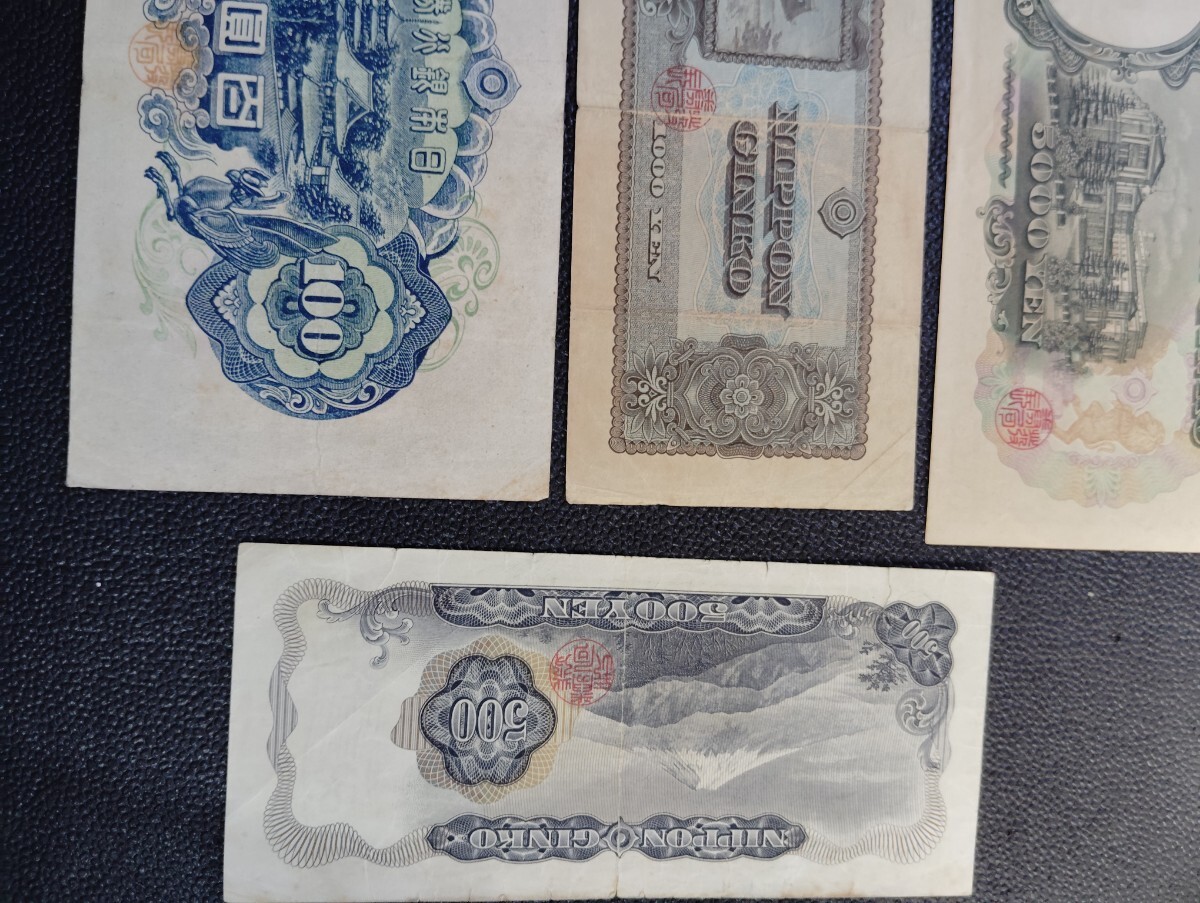 日本銀行券
百圓
100
NIPPON
GINKO
1000 YEN
5000 YEN
500 YEN
500
500
NIPPON GINKO